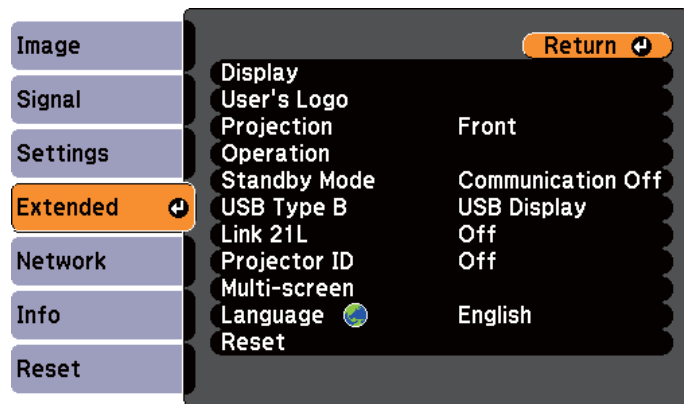 Image
Signal
Settings
Extended
Network
Info
Reset
Return
Display
User's Logo
Projection Front
Operation
Standby Mode Communication Off
USB Type B USB Display
Link 21L Off
Projector ID Off
Multi-screen
Language English
Reset